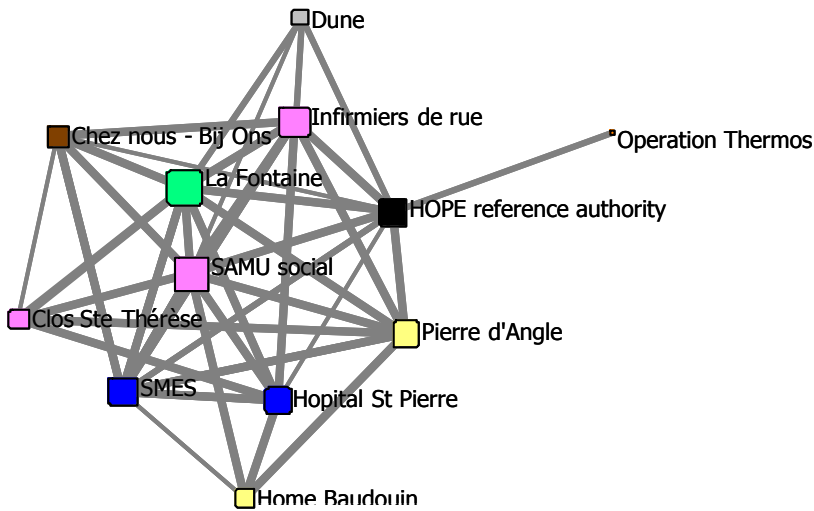 Dune
Infirmiers de rue
Chez nous - Bij Ons
Operation Thermos
La Fontaine
HOPE reference authority
SAMU social
Clos Ste Thérèse
Pierre d'Angle
SMES
Hopital St Pierre
Home Baudouin